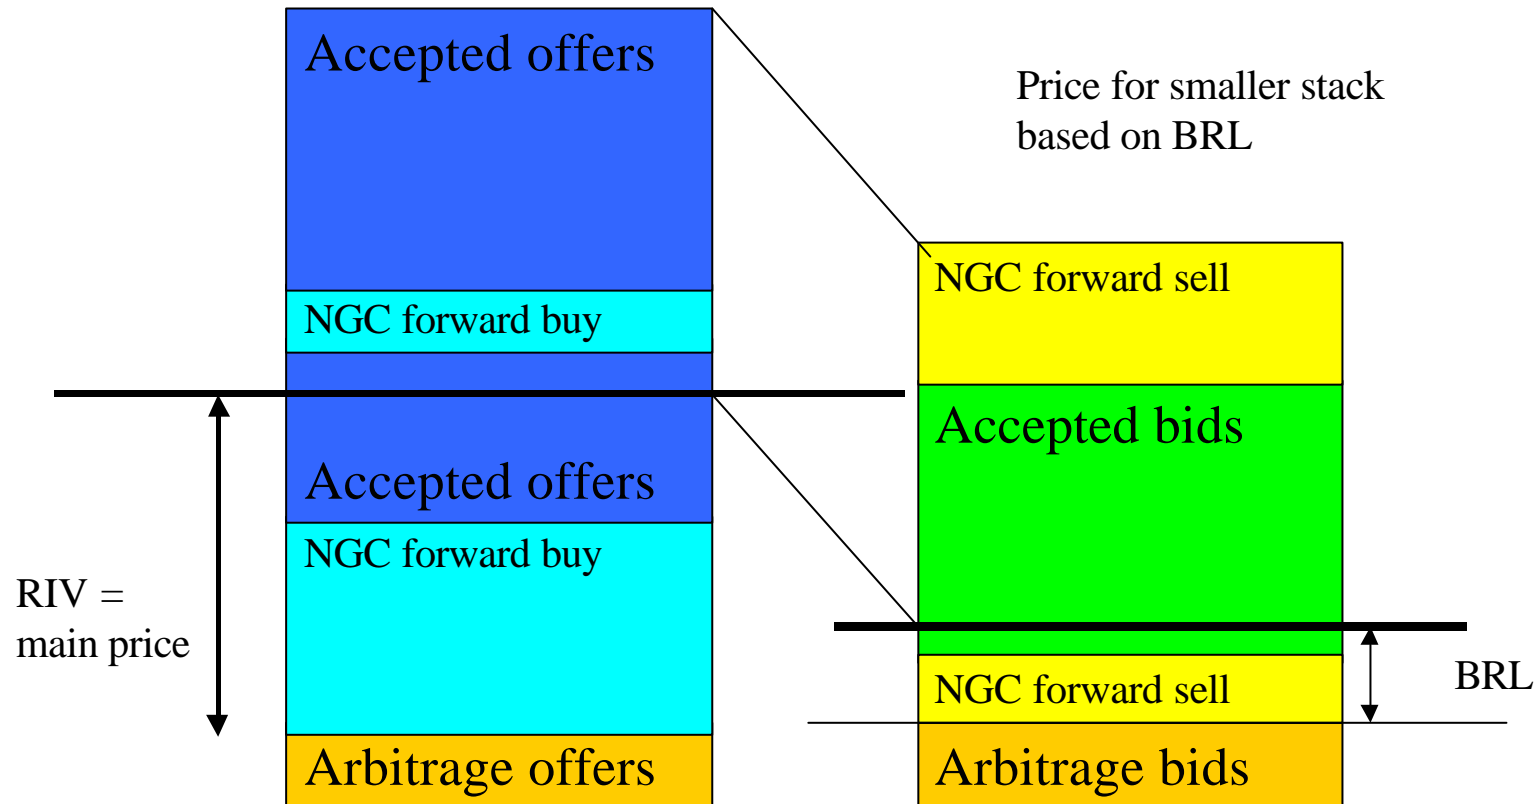 Accepted offers
NGC forward buy
Accepted offers
NGC forward buy
Arbitrage offers
RIV =
main price
Price for smaller stack
based on BRL
NGC forward sell
Accepted bids
NGC forward sell
Arbitrage bids
BRL